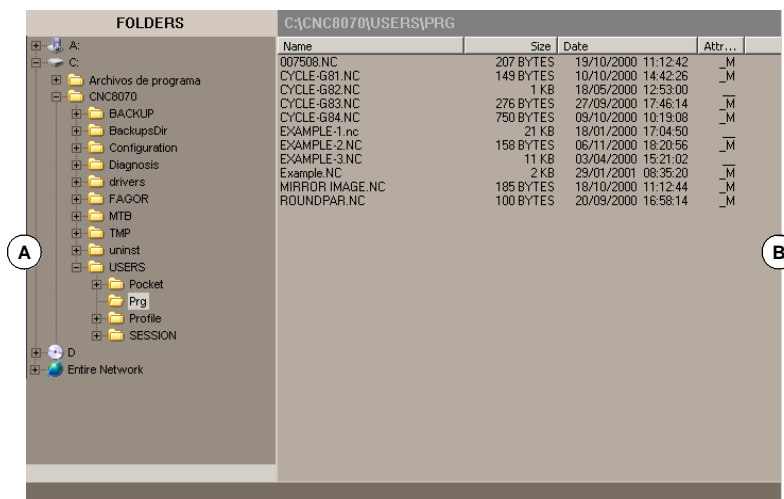 FOLDERS
A:
C:
Archivos de programa
CNC8070
BACKUP
BackupsDir
Configuration
Diagnosis
drivers
FAGOR
MTB
TMP
uninst
USERS
Pocket
Prg
Profile
SESSION
D
Entire Network
A
C:\CNC8070\USERS\PRG
Name Size Date Attr...
007508.NC 207 BYTES 19/10/2000 11:12:42 _M
CYCLE-G81.NC 149 BYTES 10/10/2000 14:42:26 _M
CYCLE-G82.NC 1 KB 18/05/2000 12:53:00 __
CYCLE-G83.NC 276 BYTES 27/09/2000 17:46:14 _M
CYCLE-G84.NC 750 BYTES 09/10/2000 10:19:08 _M
EXAMPLE-1.nc 21 KB 18/01/2000 17:04:50 __
EXAMPLE-2.NC 158 BYTES 06/11/2000 18:20:56 _M
EXAMPLE-3.NC 11 KB 03/04/2000 15:21:02 __
Example.NC 2 KB 29/01/2001 08:35:20 _M
MIRROR IMAGE.NC 185 BYTES 18/10/2000 11:12:44 _M
ROUNDPAR.NC 100 BYTES 20/09/2000 16:58:14 _M
B